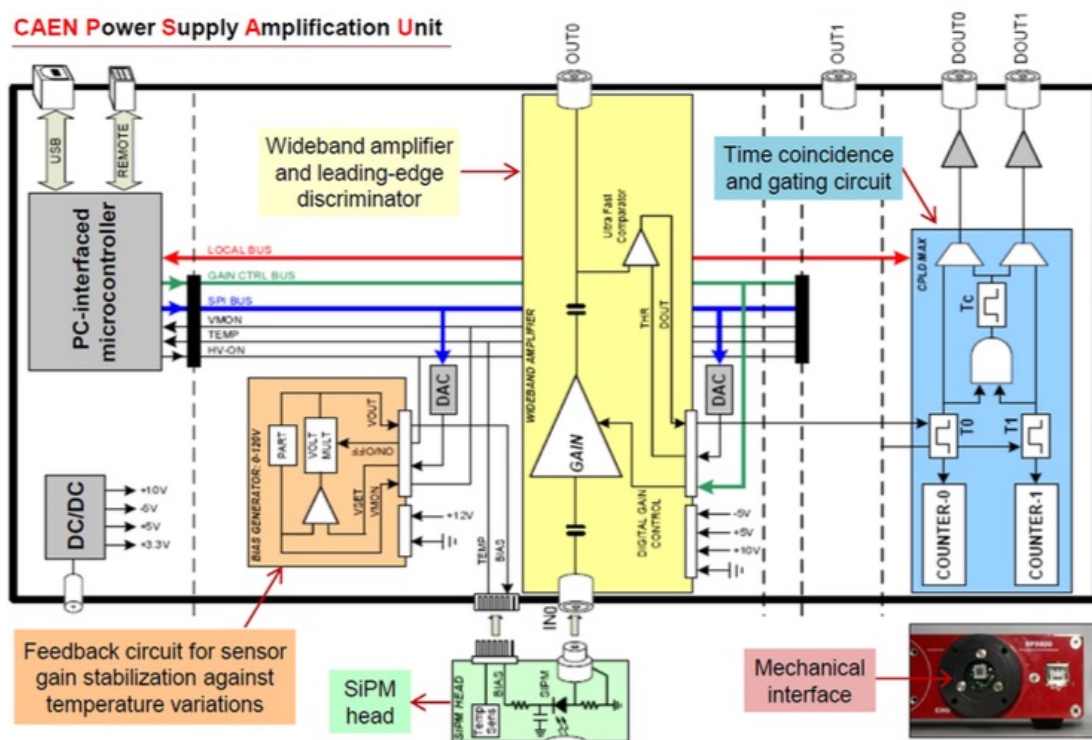 CAEN Power Supply Amplification Unit
OUT0
OUT1
DOUT0
DOUT1
USB
REMOTE
Wideband amplifier
and leading-edge
discriminator
Time coincidence
and gating circuit
PC-interfaced
microcontroller
LOCAL BUS
GAIN CTRL BUS
SPI BUS
VMON
TEMP
HV-ON
Ultra Fast
Comparator
THR
DOUT
WIDEBAND AMPLIFIER
GAIN
DIGITAL GAIN
CONTROL
DAC
DAC
-5V
+5V
+10V
CPLD MAX
Tc
T0
T1
COUNTER-0
COUNTER-1
BIAS GENERATOR: 0-120V
PART
VOLT
MULT
VOUT
ON/OFF
VSET
VMON
+12V
DC/DC
+10V
-5V
+5V
+3.3V
TEMP
BIAS
IN0
Feedback circuit for sensor
gain stabilization against
temperature variations
SiPM
head
SIPM HEAD
Temp
Sens
BIAS
SIPM
Mechanical
interface